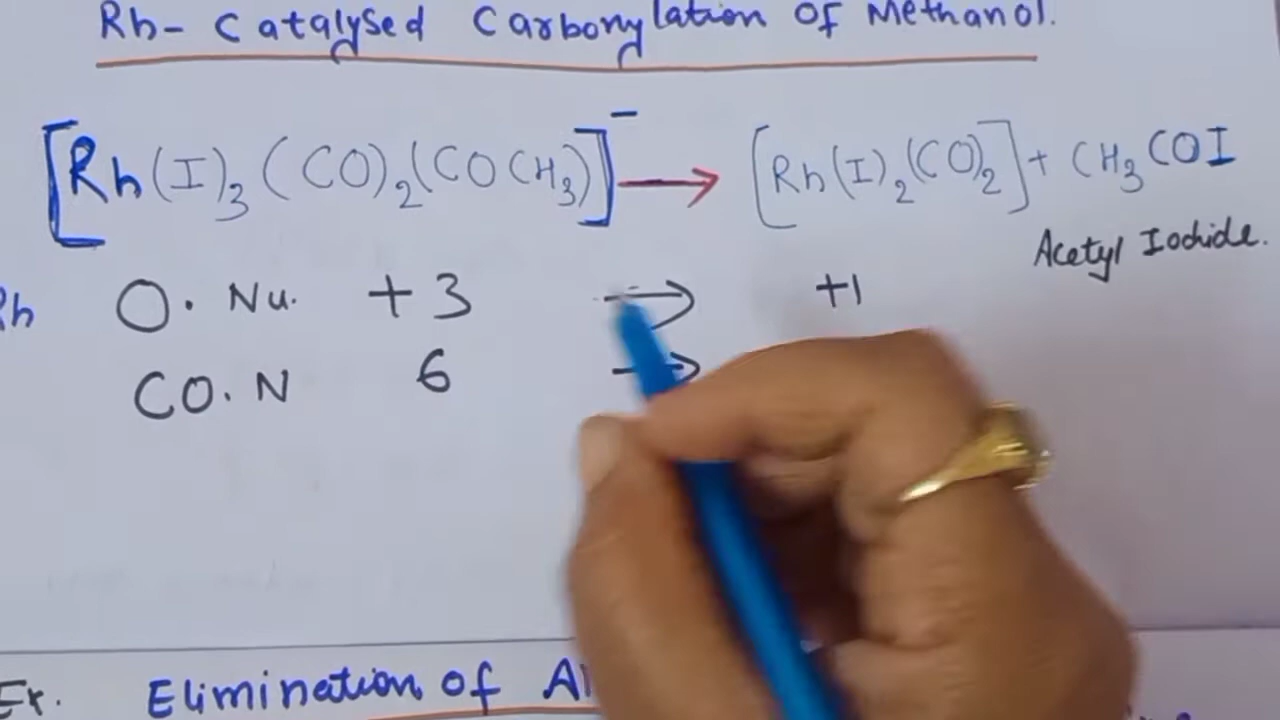 Rh- Catalysed Carbonylation Of Methanol.
[Rh(I)₃(CO)₂(COCH₃)]⁻ → [Rh(I)₂(CO)₂] + CH₃COI
Acetyl Iodide.
Rh O. Nu. +3 → +1
CO. N 6 →
Ex. Elimination of